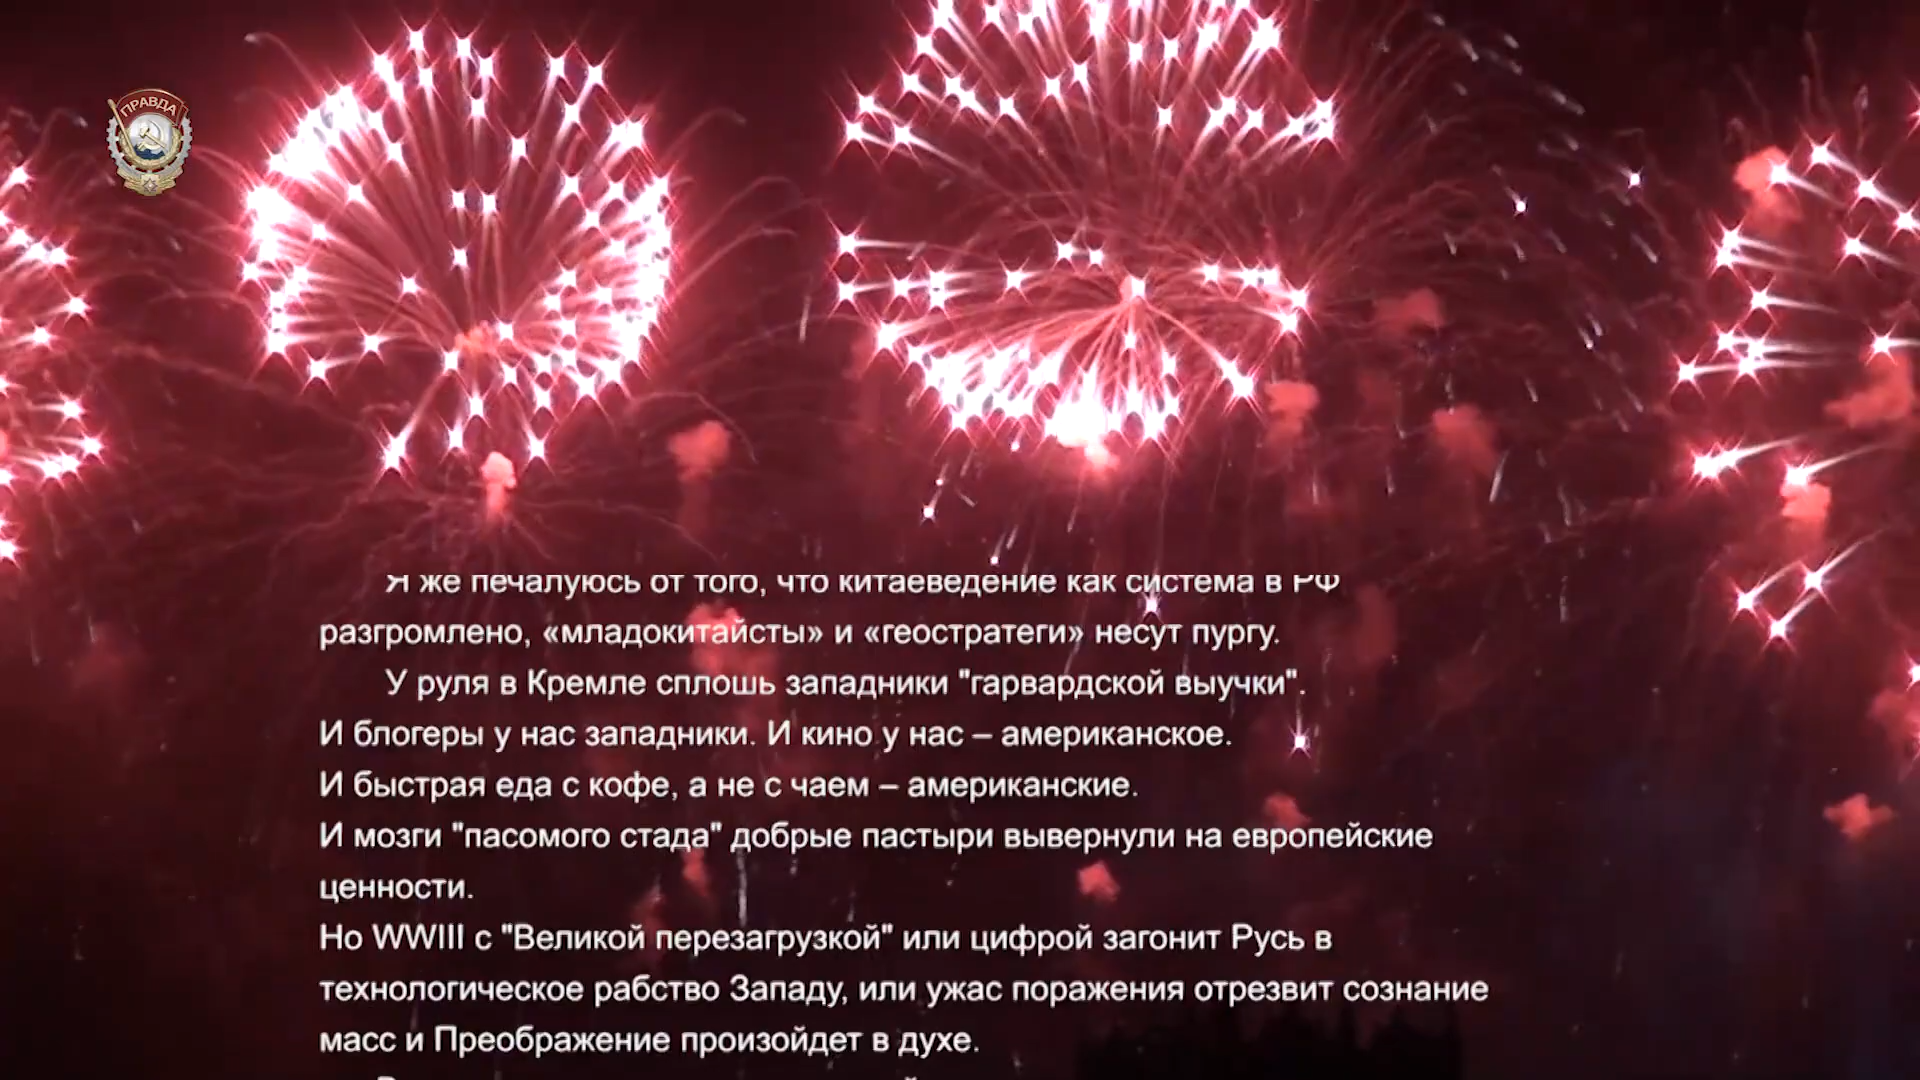 ПРАВДА
Я же печалуюсь от того, что китаеведение как система в РФ
разгромлено, «младокитайсты» и «геостратеги» несут пургу.
У руля в Кремле сплошь западники "гарвардской выучки".
И блогеры у нас западники. И кино у нас – американское.
И быстрая еда с кофе, а не с чаем – американские.
И мозги "пасомого стада" добрые пастыри вывернули на европейские
ценности.
Но WWIII с "Великой перезагрузкой" или цифрой загонит Русь в
технологическое рабство Западу, или ужас поражения отрезвит сознание
масс и Преображение произойдет в духе.